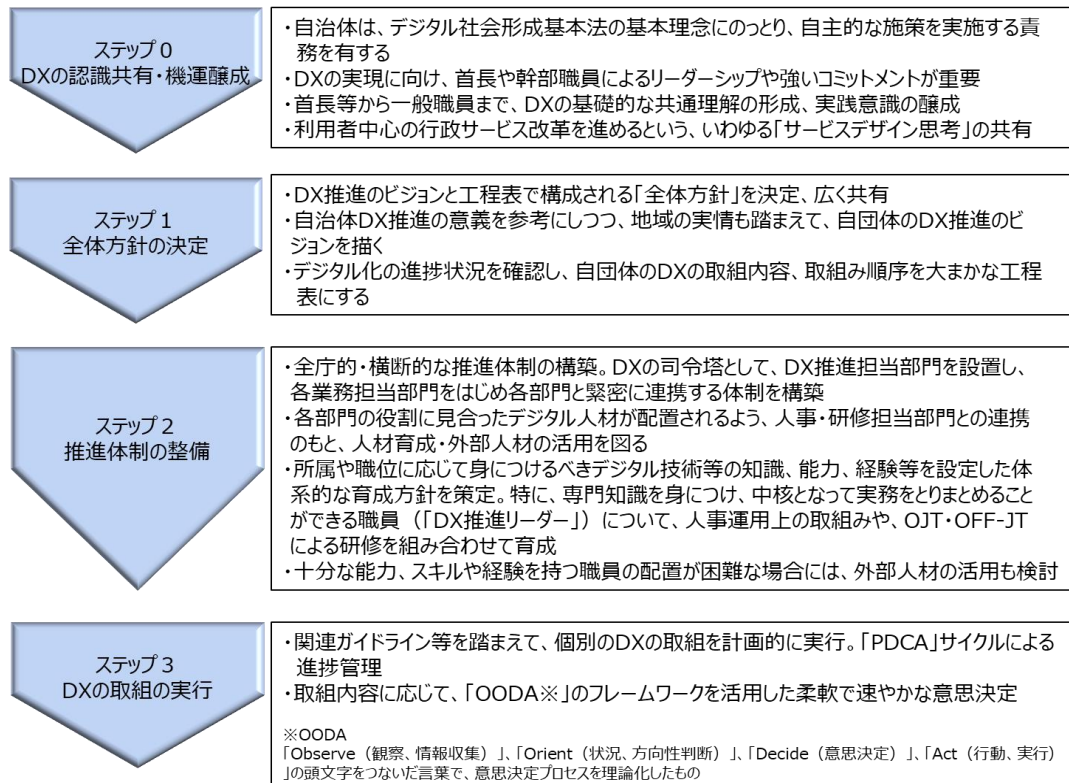 ステップ0
DXの認識共有・機運醸成
・自治体は、デジタル社会形成基本法の基本理念にのっとり、自主的な施策を実施する責
務を有する
・DXの実現に向け、首長や幹部職員によるリーダーシップや強いコミットメントが重要
・首長等から一般職員まで、DXの基礎的な共通理解の形成、実践意識の醸成
・利用者中心の行政サービス改革を進めるという、いわゆる「サービスデザイン思考」の共有
ステップ1
全体方針の決定
・DX推進のビジョンと工程表で構成される「全体方針」を決定、広く共有
・自治体DX推進の意義を参考にしつつ、地域の実情も踏まえて、自団体のDX推進のビ
ジョンを描く
・デジタル化の進捗状況を確認し、自団体のDXの取組内容、取組み順序を大まかな工程
表にする
ステップ2
推進体制の整備
・全庁的・横断的な推進体制の構築。DXの司令塔として、DX推進担当部門を設置し、
各業務担当部門をはじめ各部門と緊密に連携する体制を構築
・各部門の役割に見合ったデジタル人材が配置されるよう、人事・研修担当部門との連携
のもと、人材育成・外部人材の活用を図る
・所属や職位に応じて身につけるべきデジタル技術等の知識、能力、経験等を設定した体
系的な育成方針を策定。特に、専門知識を身につけ、中核となって実務をとりまとめること
ができる職員（「DX推進リーダー」）について、人事運用上の取組みや、OJT・OFF-JT
による研修を組み合わせて育成
・十分な能力、スキルや経験を持つ職員の配置が困難な場合には、外部人材の活用も検討
ステップ3
DXの取組の実行
・関連ガイドライン等を踏まえて、個別のDXの取組を計画的に実行。「PDCA」サイクルによる
進捗管理
・取組内容に応じて、「OODA※」のフレームワークを活用した柔軟で速やかな意思決定
※OODA
「Observe（観察、情報収集）」、「Orient（状況、方向性判断）」、「Decide（意思決定）」、「Act（行動、実行）
」の頭文字をつないだ言葉で、意思決定プロセスを理論化したもの